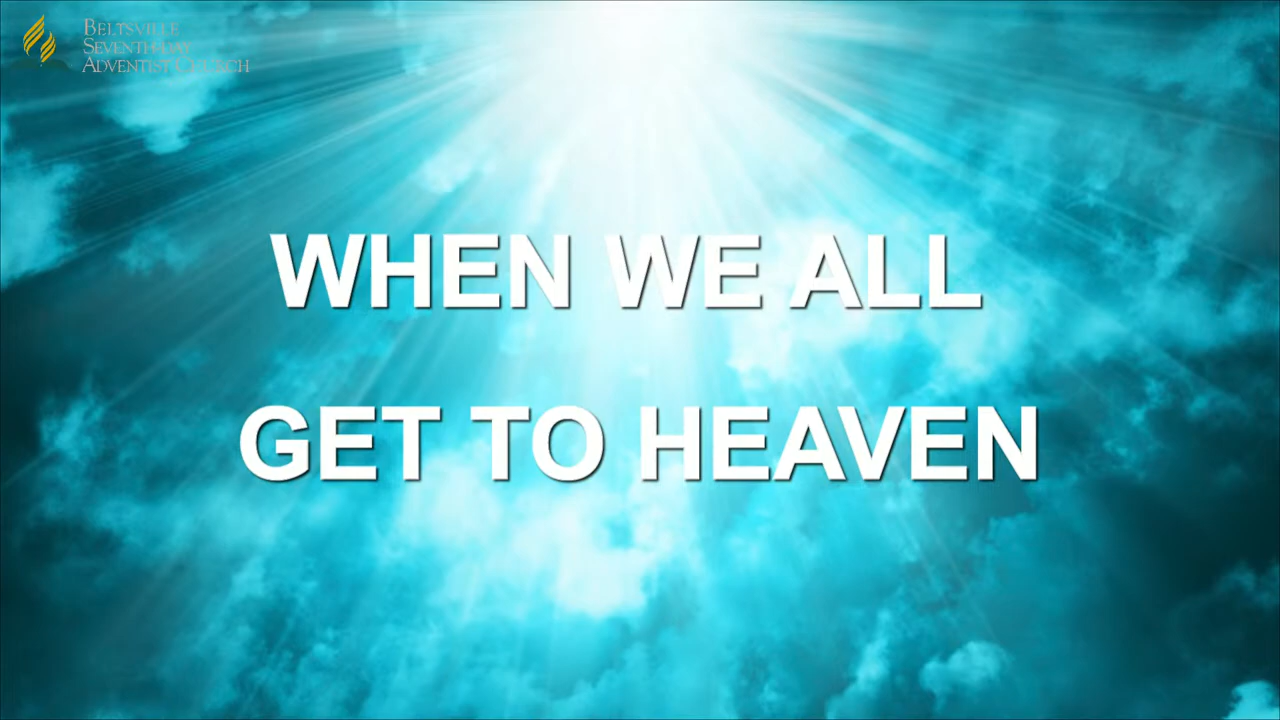 Beltsville
Seventh-day
Adventist Church
WHEN WE ALL
GET TO HEAVEN